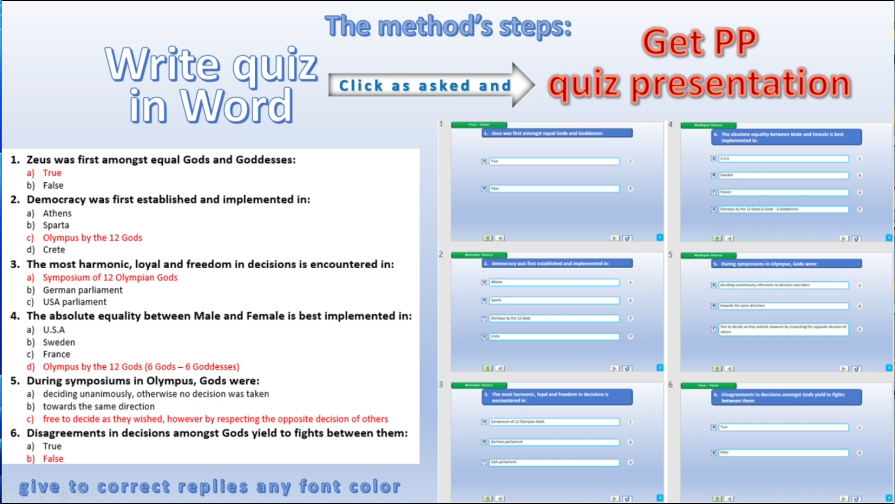 The method's steps:
Write quiz
in Word
Click as asked and
Get PP
quiz presentation
1. Zeus was first amongst equal Gods and Goddesses:
a) True
b) False
2. Democracy was first established and implemented in:
a) Athens
b) Sparta
c) Olympus by the 12 Gods
d) Crete
3. The most harmonic, loyal and freedom in decisions is encountered in:
a) Symposium of 12 Olympian Gods
b) German parliament
c) USA parliament
4. The absolute equality between Male and Female is best implemented in:
a) U.S.A
b) Sweden
c) France
d) Olympus by the 12 Gods (6 Gods – 6 Goddesses)
5. During symposiums in Olympus, Gods were:
a) deciding unanimously, otherwise no decision was taken
b) towards the same direction
c) free to decide as they wished, however by respecting the opposite decision of others
6. Disagreements in decisions amongst Gods yield to fights between them:
a) True
b) False
give to correct replies any font color
1
True / False
1. Zeus was first amongst equal Gods and Goddesses:
True
False
2
Multiple Choice
2. Democracy was first established and implemented in:
Athens
Sparta
Olympus by the 12 Gods
Crete
3
Multiple Choice
3. The most harmonic, loyal and freedom in decisions is
encountered in:
Symposium of 12 Olympian Gods
German parliament
USA parliament
4
Multiple Choice
4. The absolute equality between Male and Female is best
implemented in:
U.S.A
Sweden
France
Olympus by the 12 Gods (6 Gods - 6 Goddesses)
5
Multiple Choice
5. During symposiums in Olympus, Gods were:
deciding unanimously, otherwise no decision was taken
towards the same direction
free to decide as they wished, however by respecting the opposite decision of
others
6
True / False
6. Disagreements in decisions amongst Gods yield to fights
between them:
True
False